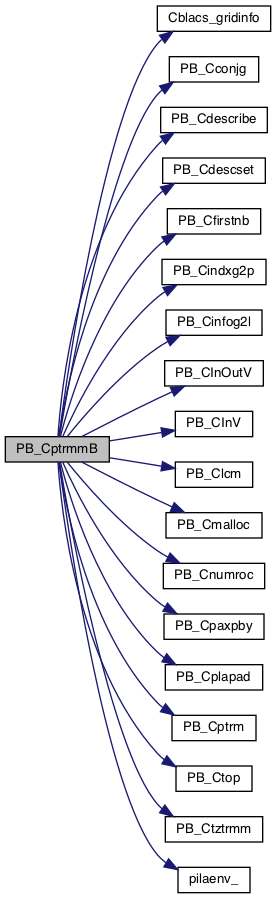 Cblacs_gridinfo
PB_Cconjg
PB_Cdescribe
PB_Cdescset
PB_Cfirstnb
PB_Cindxg2p
PB_Cinfog2l
PB_CInOutV
PB_CptrmmB
PB_CInV
PB_Clcm
PB_Cmalloc
PB_Cnumroc
PB_Cpaxpby
PB_Cplapad
PB_Cptrm
PB_Ctop
PB_Ctztrmm
pilaenv_